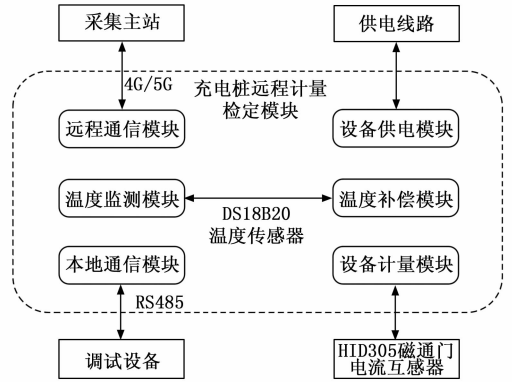 采集主站
供电线路
4G/5G
充电桩远程计量
检定模块
远程通信模块
设备供电模块
温度监测模块
温度补偿模块
DS18B20
温度传感器
本地通信模块
设备计量模块
RS485
调试设备
HID305磁通门
电流互感器